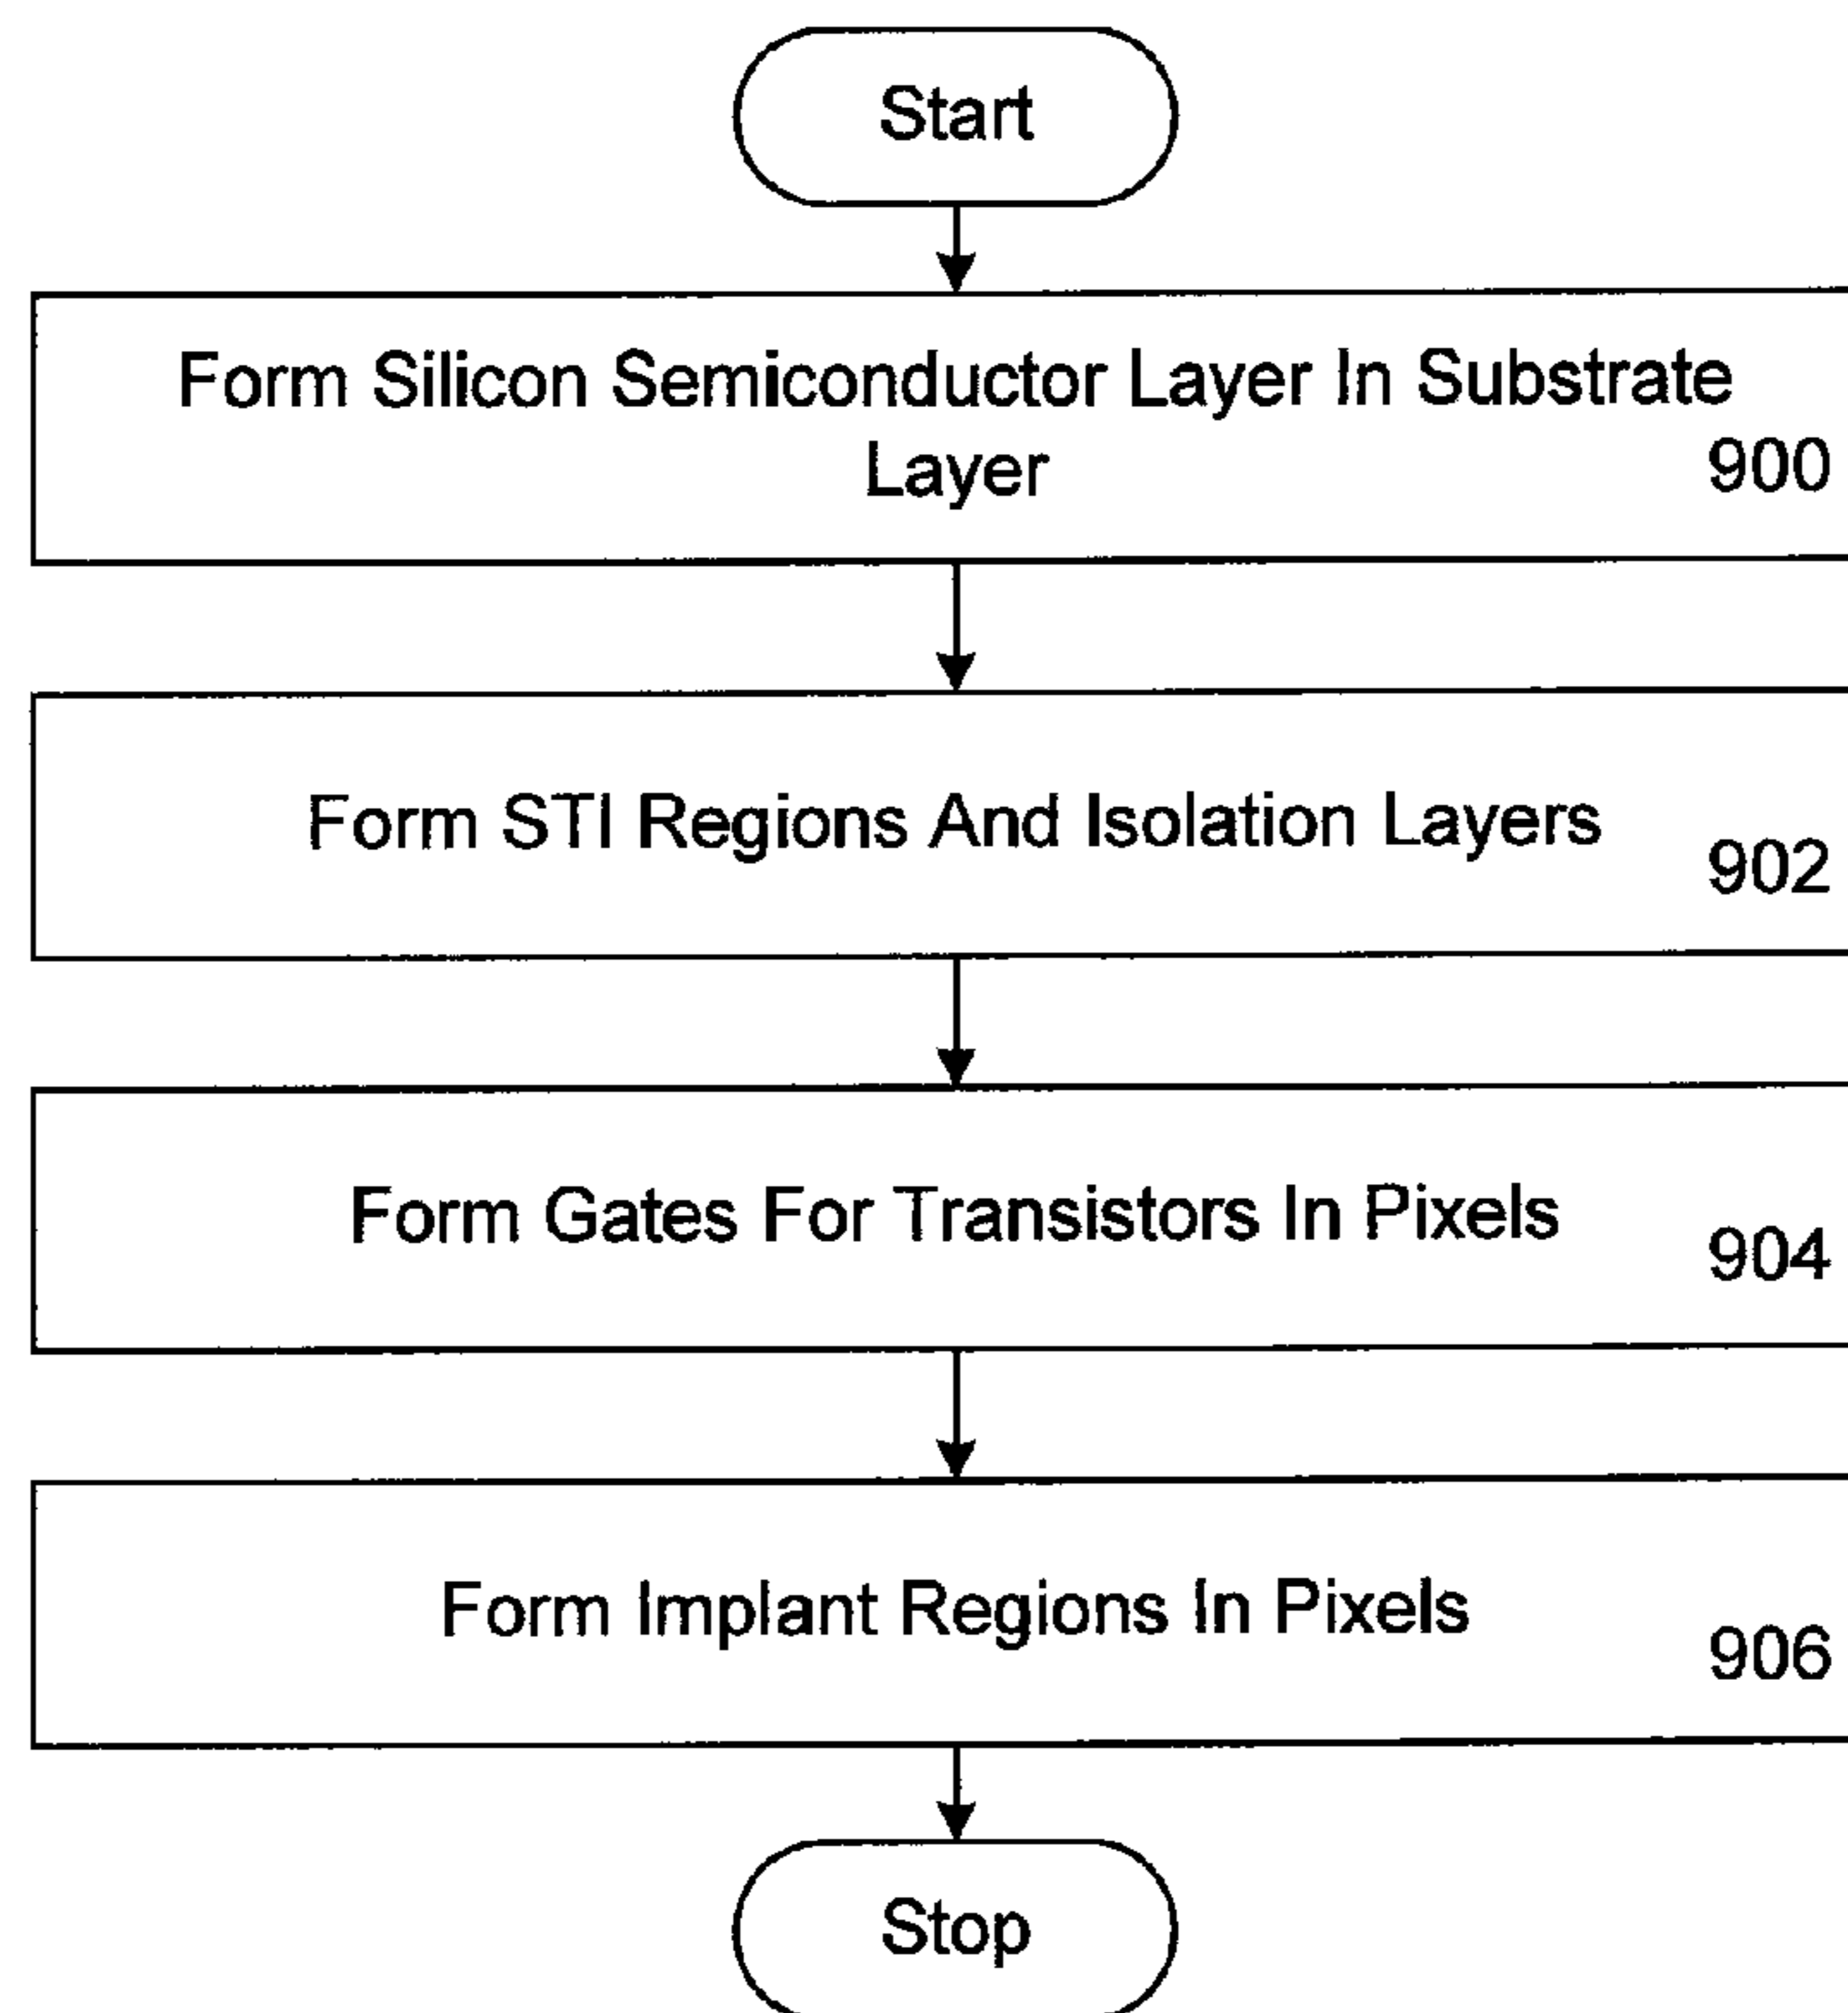 Start
Form Silicon Semiconductor Layer In Substrate
Layer
900
Form STI Regions And Isolation Layers
902
Form Gates For Transistors In Pixels
904
Form Implant Regions In Pixels
906
Stop